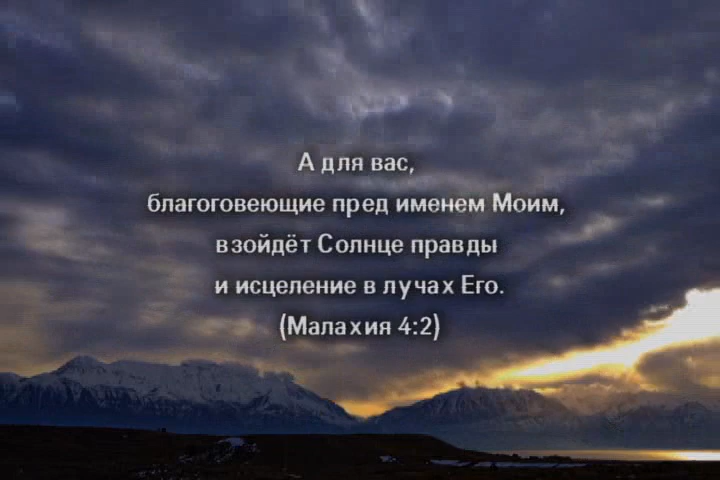 А для вас,
благоговеющие пред именем Моим,
взойдёт Солнце правды
и исцеление в лучах Его.
(Малахия 4:2)